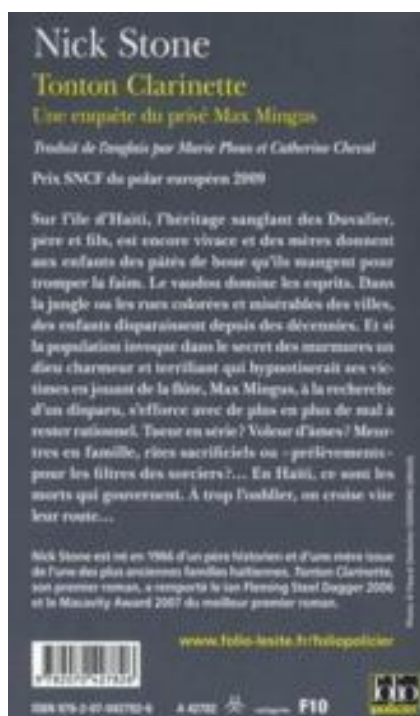 Nick Stone
Tonton Clarinette
Une enquête du privé Max Mingus
Traduit de l'anglais par Marie Ploux et Catherine Cheval
Prix SNCF du polar européen 2009
Sur l'île d'Haïti, l'héritage sanglant des Duvalier,
père et fils, est encore vivace et des mères donnent
aux enfants des pâtés de boue qu'ils mangent pour
tromper la faim. Le vaudou domine les esprits. Dans
la jungle ou les rues colorées et misérables des villes,
des enfants disparaissent depuis des décennies. Et si
la population invoque dans le secret des murmures un
dieu charmeur et terrifiant qui hypnotiserait ses vic-
times en jouant de la flûte, Max Mingus, à la recherche
d'un disparu, s'efforce avec de plus en plus de mal à
rester rationnel. Tueur en série? Voleur d'âmes? Meur-
tres en famille, rites sacrificiels ou «prélèvements»
pour les filtres des sorciers?... En Haïti, ce sont les
morts qui gouvernent. À trop l'oublier, on croise vite
leur route...
Nick Stone est né en 1966 d'un père historien et d'une mère issue
de l'une des plus anciennes familles haïtiennes. Tonton Clarinette,
son premier roman, a remporté le Ian Fleming Steel Dagger 2006
et le Macavity Award 2007 du meilleur premier roman.
www.folio-lesite.fr/foliopolicier
folio
policier
ISBN 978-2-07-042782-6 A 42782 catégorie F10